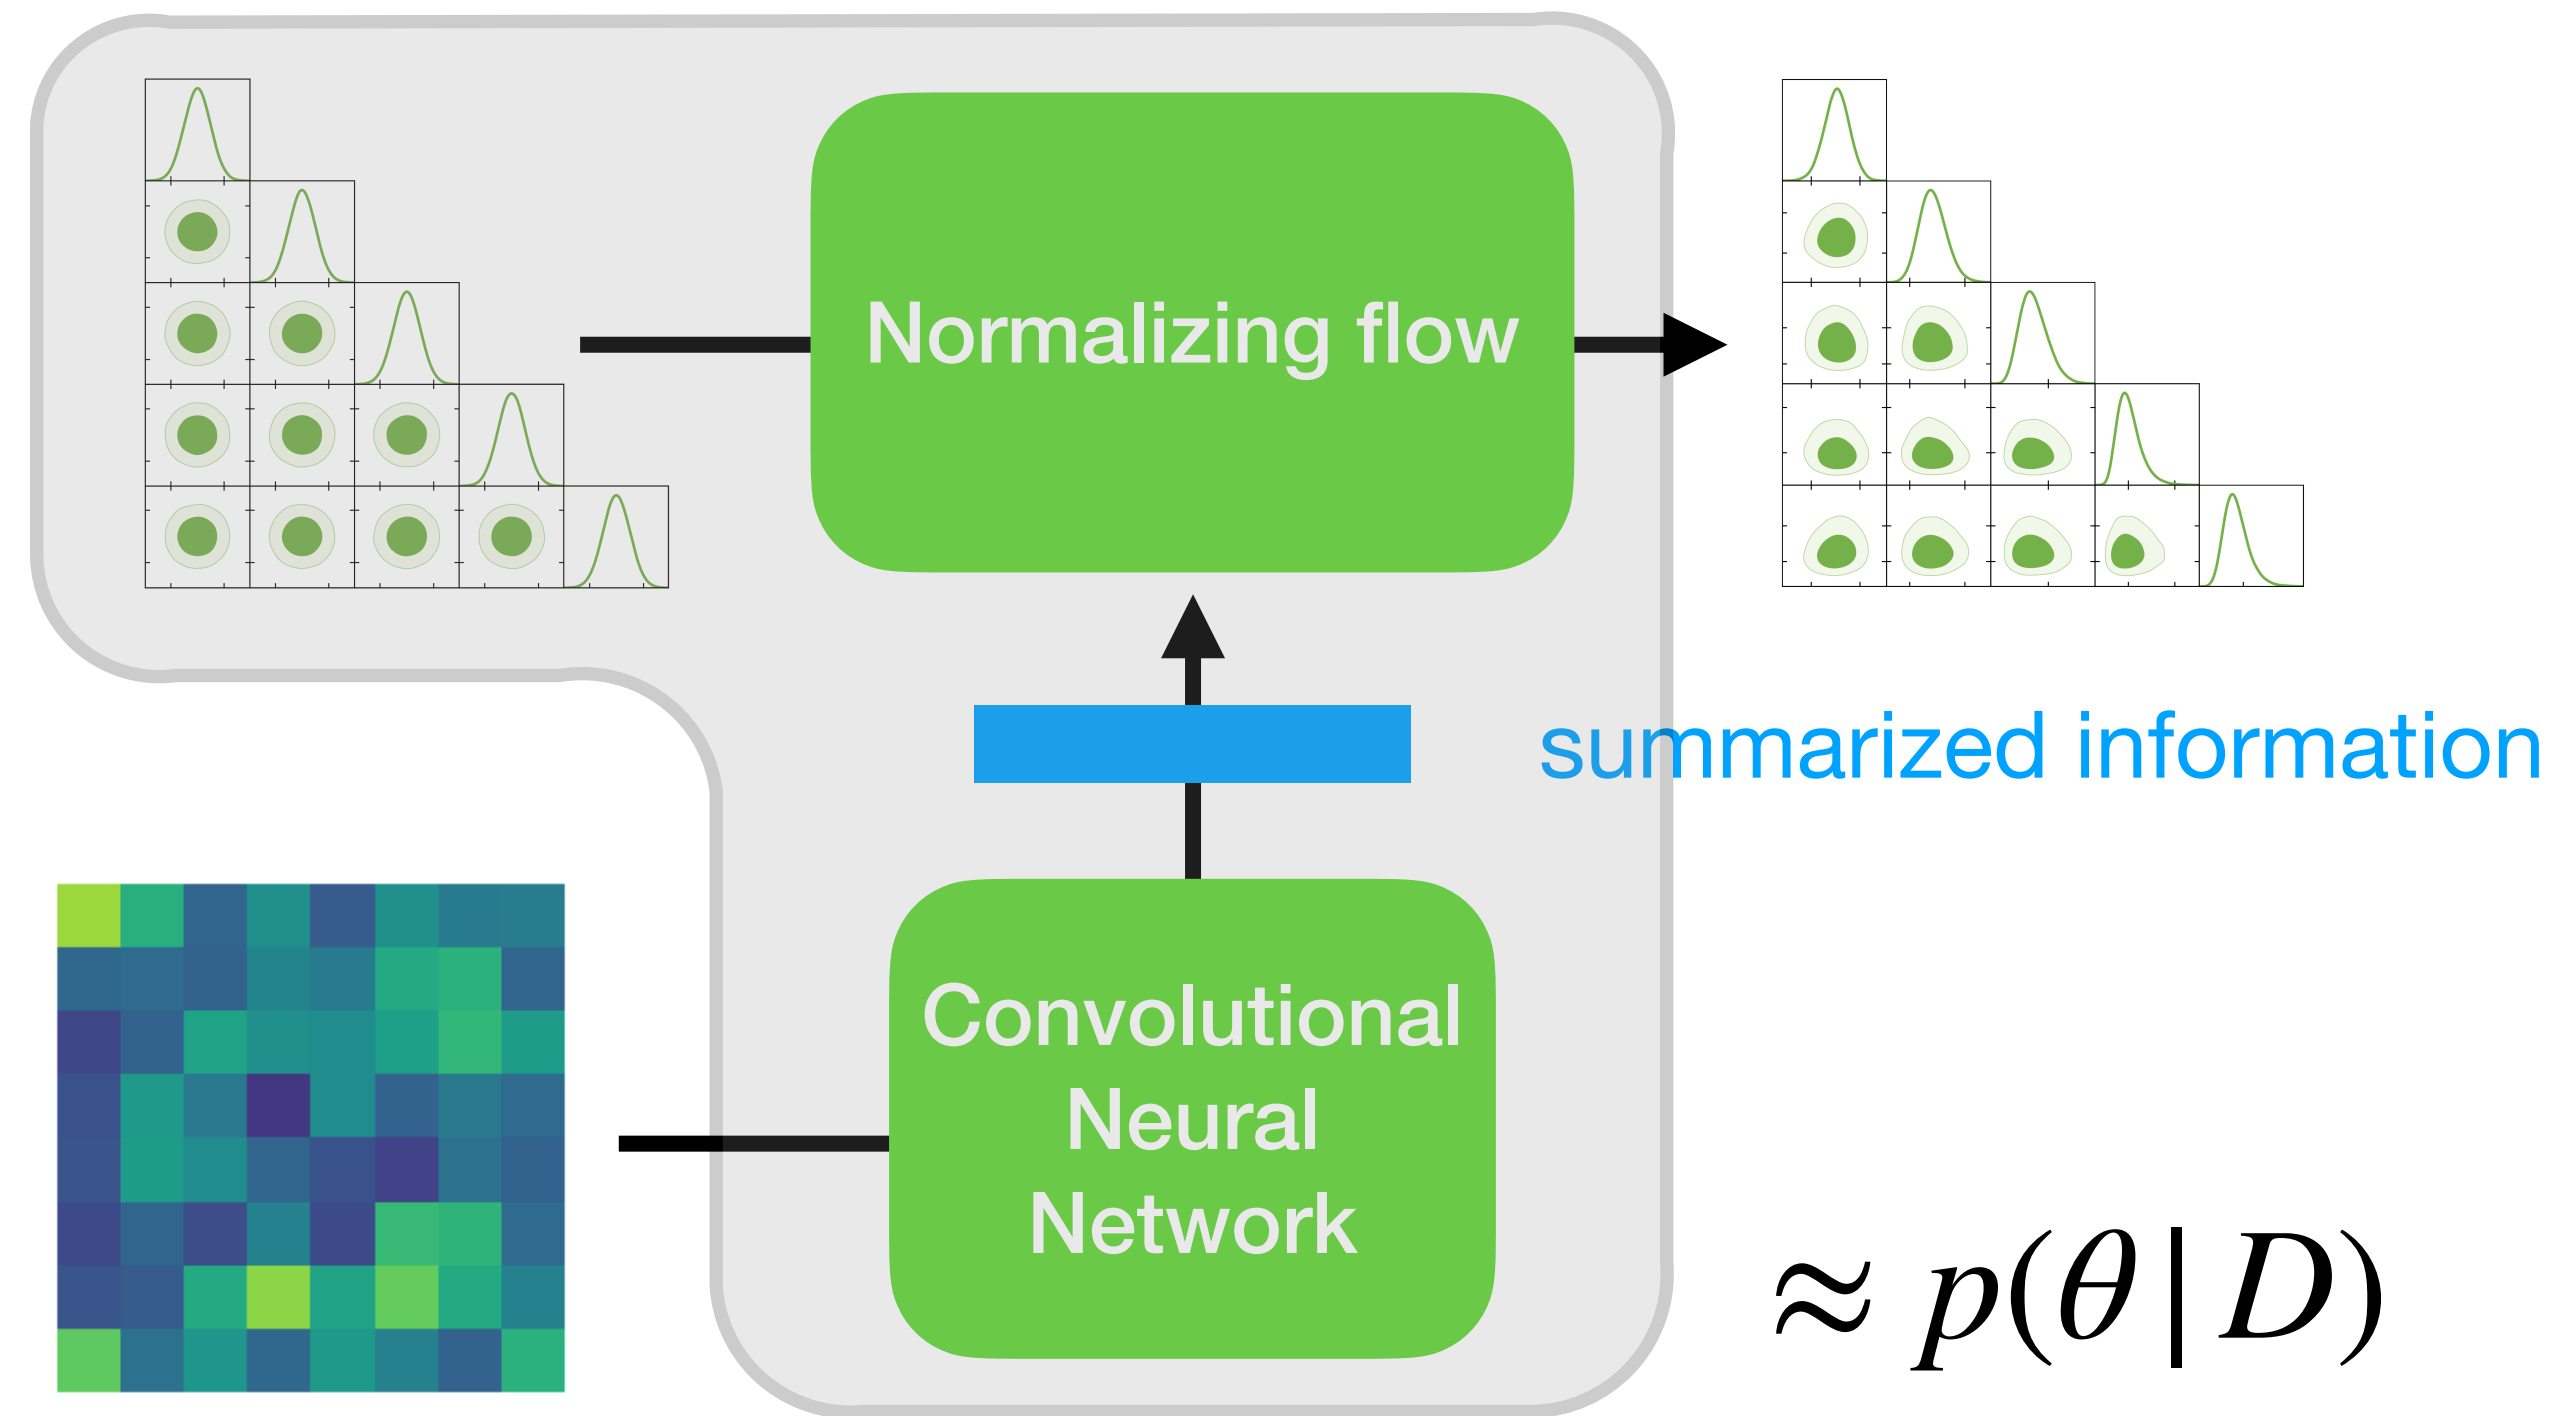 Normalizing flow
summarized information
Convolutional
Neural
Network
≈ p(θ | D)